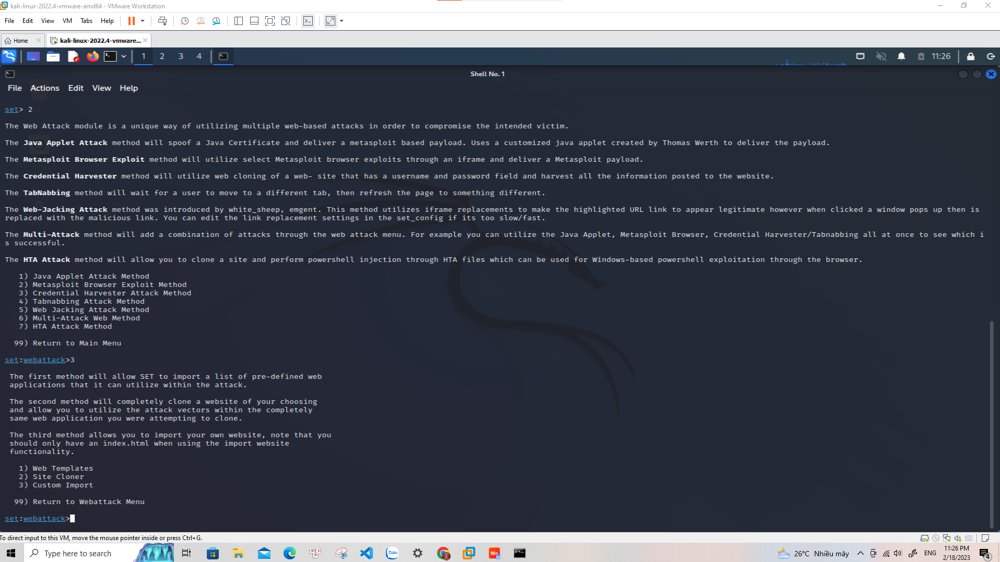 kali-linux-2022.4-vmware-amd64 - VMware Workstation
File Edit View VM Tabs Help
Home kali-linux-2022.4-vmware...
1 2 3 4 11:26
Shell No. 1
File Actions Edit View Help
set> 2
The Web Attack module is a unique way of utilizing multiple web-based attacks in order to compromise the intended victim.
The Java Applet Attack method will spoof a Java Certificate and deliver a metasploit based payload. Uses a customized java applet created by Thomas Werth to deliver the payload.
The Metasploit Browser Exploit method will utilize select Metasploit browser exploits through an iframe and deliver a Metasploit payload.
The Credential Harvester method will utilize web cloning of a web- site that has a username and password field and harvest all the information posted to the website.
The TabNabbing method will wait for a user to move to a different tab, then refresh the page to something different.
The Web-Jacking Attack method was introduced by white_sheep, emgent. This method utilizes iframe replacements to make the highlighted URL link to appear legitimate however when clicked a window pops up then is
replaced with the malicious link. You can edit the link replacement settings in the set_config if its too slow/fast.
The Multi-Attack method will add a combination of attacks through the web attack menu. For example you can utilize the Java Applet, Metasploit Browser, Credential Harvester/Tabnabbing all at once to see which i
s successful.
The HTA Attack method will allow you to clone a site and perform powershell injection through HTA files which can be used for Windows-based powershell exploitation through the browser.
1) Java Applet Attack Method
2) Metasploit Browser Exploit Method
3) Credential Harvester Attack Method
4) Tabnabbing Attack Method
5) Web Jacking Attack Method
6) Multi-Attack Web Method
7) HTA Attack Method
99) Return to Main Menu
set:webattack>3
The first method will allow SET to import a list of pre-defined web
applications that it can utilize within the attack.
The second method will completely clone a website of your choosing
and allow you to utilize the attack vectors within the completely
same web application you were attempting to clone.
The third method allows you to import your own website, note that you
should only have an index.html when using the import website
functionality.
1) Web Templates
2) Site Cloner
3) Custom Import
99) Return to Webattack Menu
set:webattack>
To direct input to this VM, move the mouse pointer inside or press Ctrl+G.
Type here to search
Zalo
26°C Nhiều mây
ENG
11:26 PM
2/18/2023
4